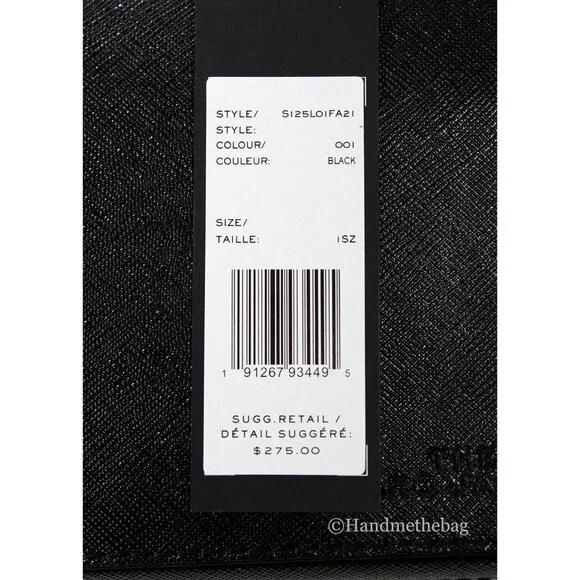 STYLE/ S125L01FA21
STYLE:
COLOUR/ 001
COULEUR: BLACK
SIZE/
TAILLE: 1SZ
1 91267 93449 5
SUGG.RETAIL /
DÉTAIL SUGGÉRÉ:
$275.00
THE
©Handmethebag